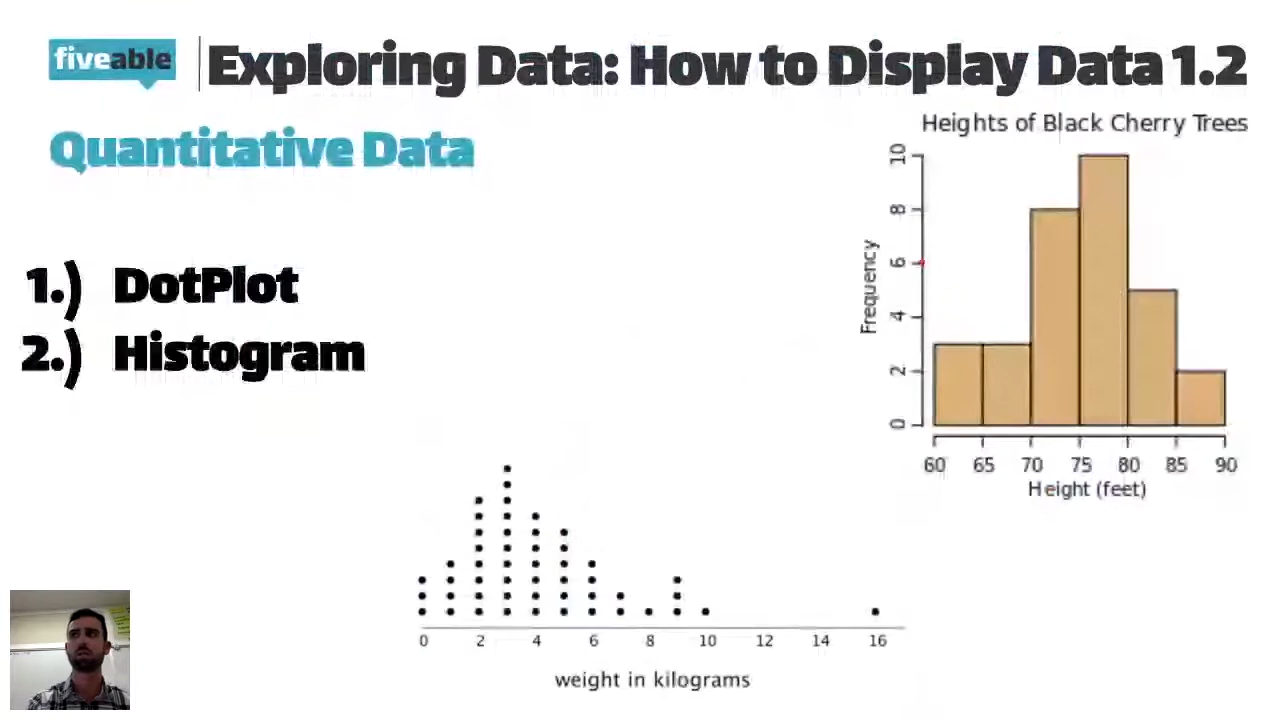 fiveable
Exploring Data: How to Display Data 1.2
Quantitative Data
1.) DotPlot
2.) Histogram
Heights of Black Cherry Trees
Frequency
10
8
6
4
2
0
60 65 70 75 80 85 90
Height (feet)
0 2 4 6 8 10 12 14 16
weight in kilograms